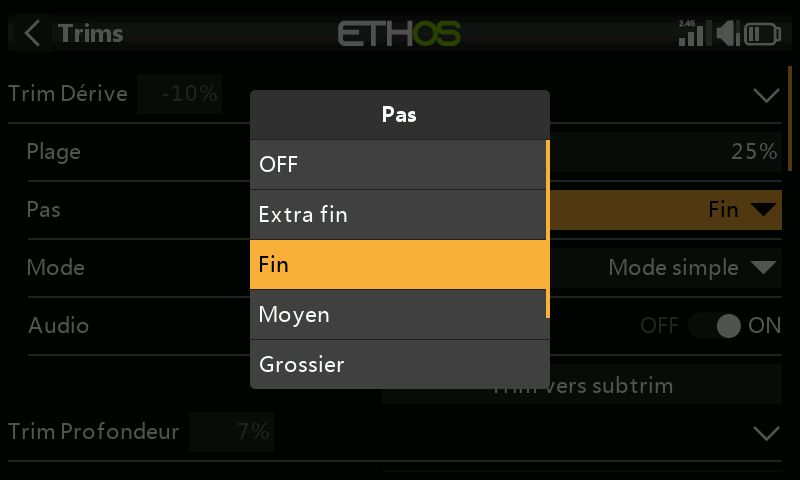 Trims
ETHOS
2.4G
Trim Dérive -10%
Pas
Plage 25%
OFF
Extra fin
Pas Fin
Fin
Mode Mode simple
Moyen
Audio OFF ON
Grossier
Trim vers subtrim
Trim Profondeur 7%